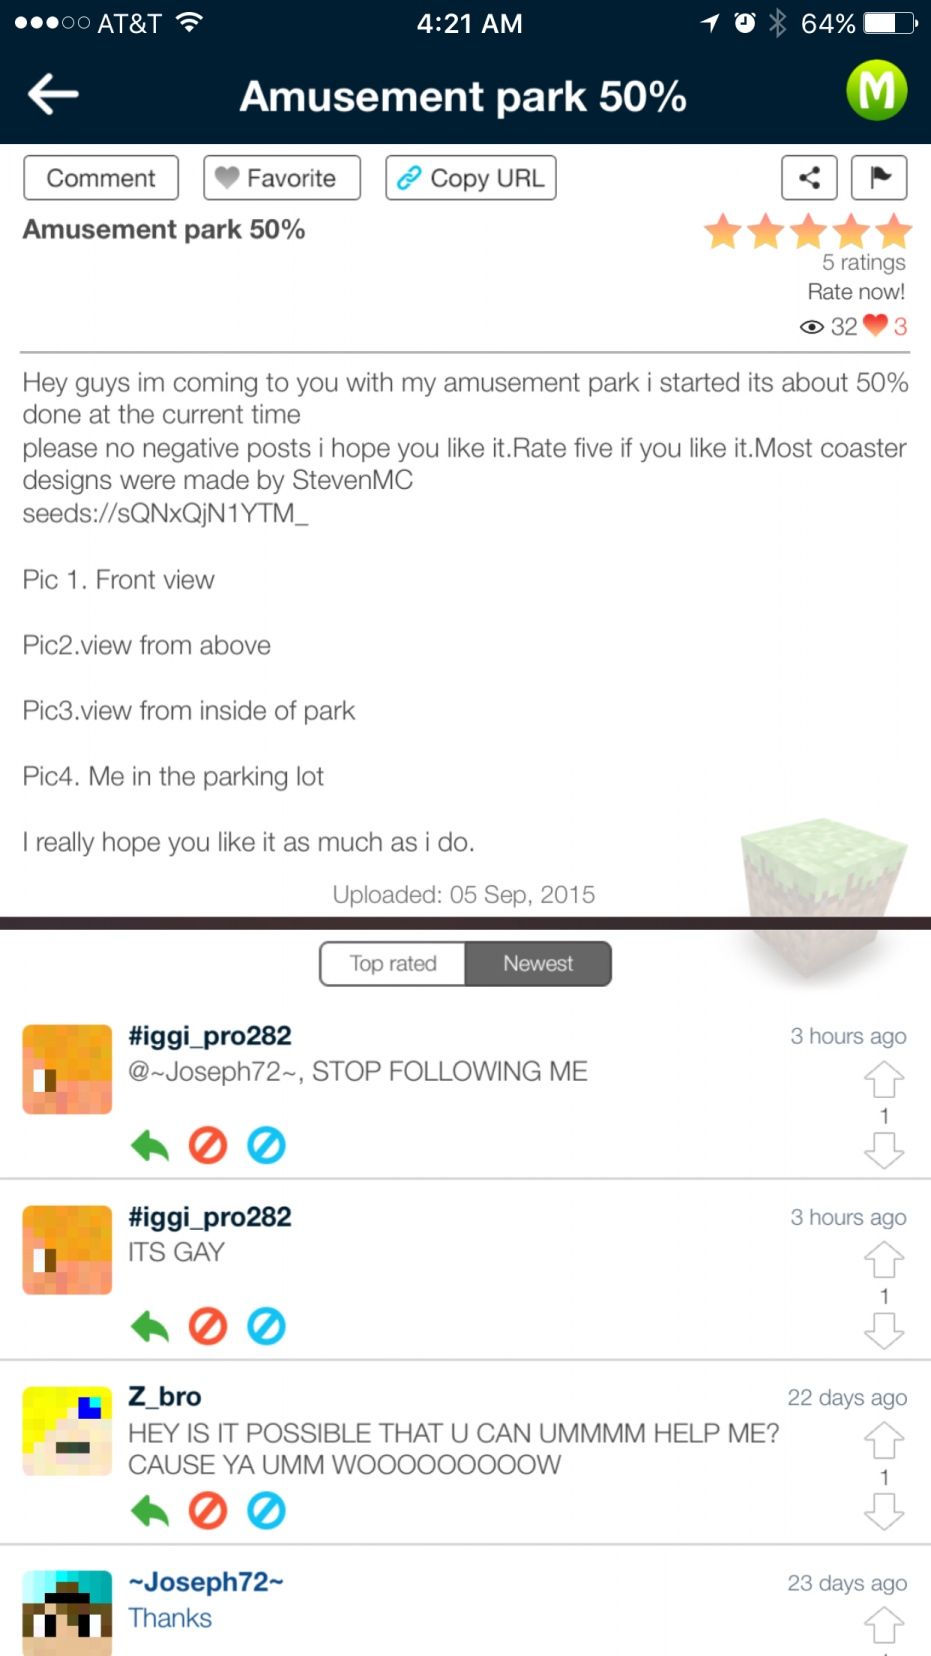 AT&T 4:21 AM 64%
Amusement park 50% M
Comment Favorite Copy URL
Amusement park 50%
5 ratings
Rate now!
32 3
Hey guys im coming to you with my amusement park i started its about 50%
done at the current time
please no negative posts i hope you like it.Rate five if you like it.Most coaster
designs were made by StevenMC
seeds://sQNxQjN1YTM_
Pic 1. Front view
Pic2.view from above
Pic3.view from inside of park
Pic4. Me in the parking lot
I really hope you like it as much as i do.
Uploaded: 05 Sep, 2015
Top rated Newest
#iggi_pro282 3 hours ago
@~Joseph72~, STOP FOLLOWING ME
1
#iggi_pro282 3 hours ago
ITS GAY
1
Z_bro 22 days ago
HEY IS IT POSSIBLE THAT U CAN UMMMM HELP ME?
CAUSE YA UMM WOOOOOOOOOW
1
~Joseph72~ 23 days ago
Thanks